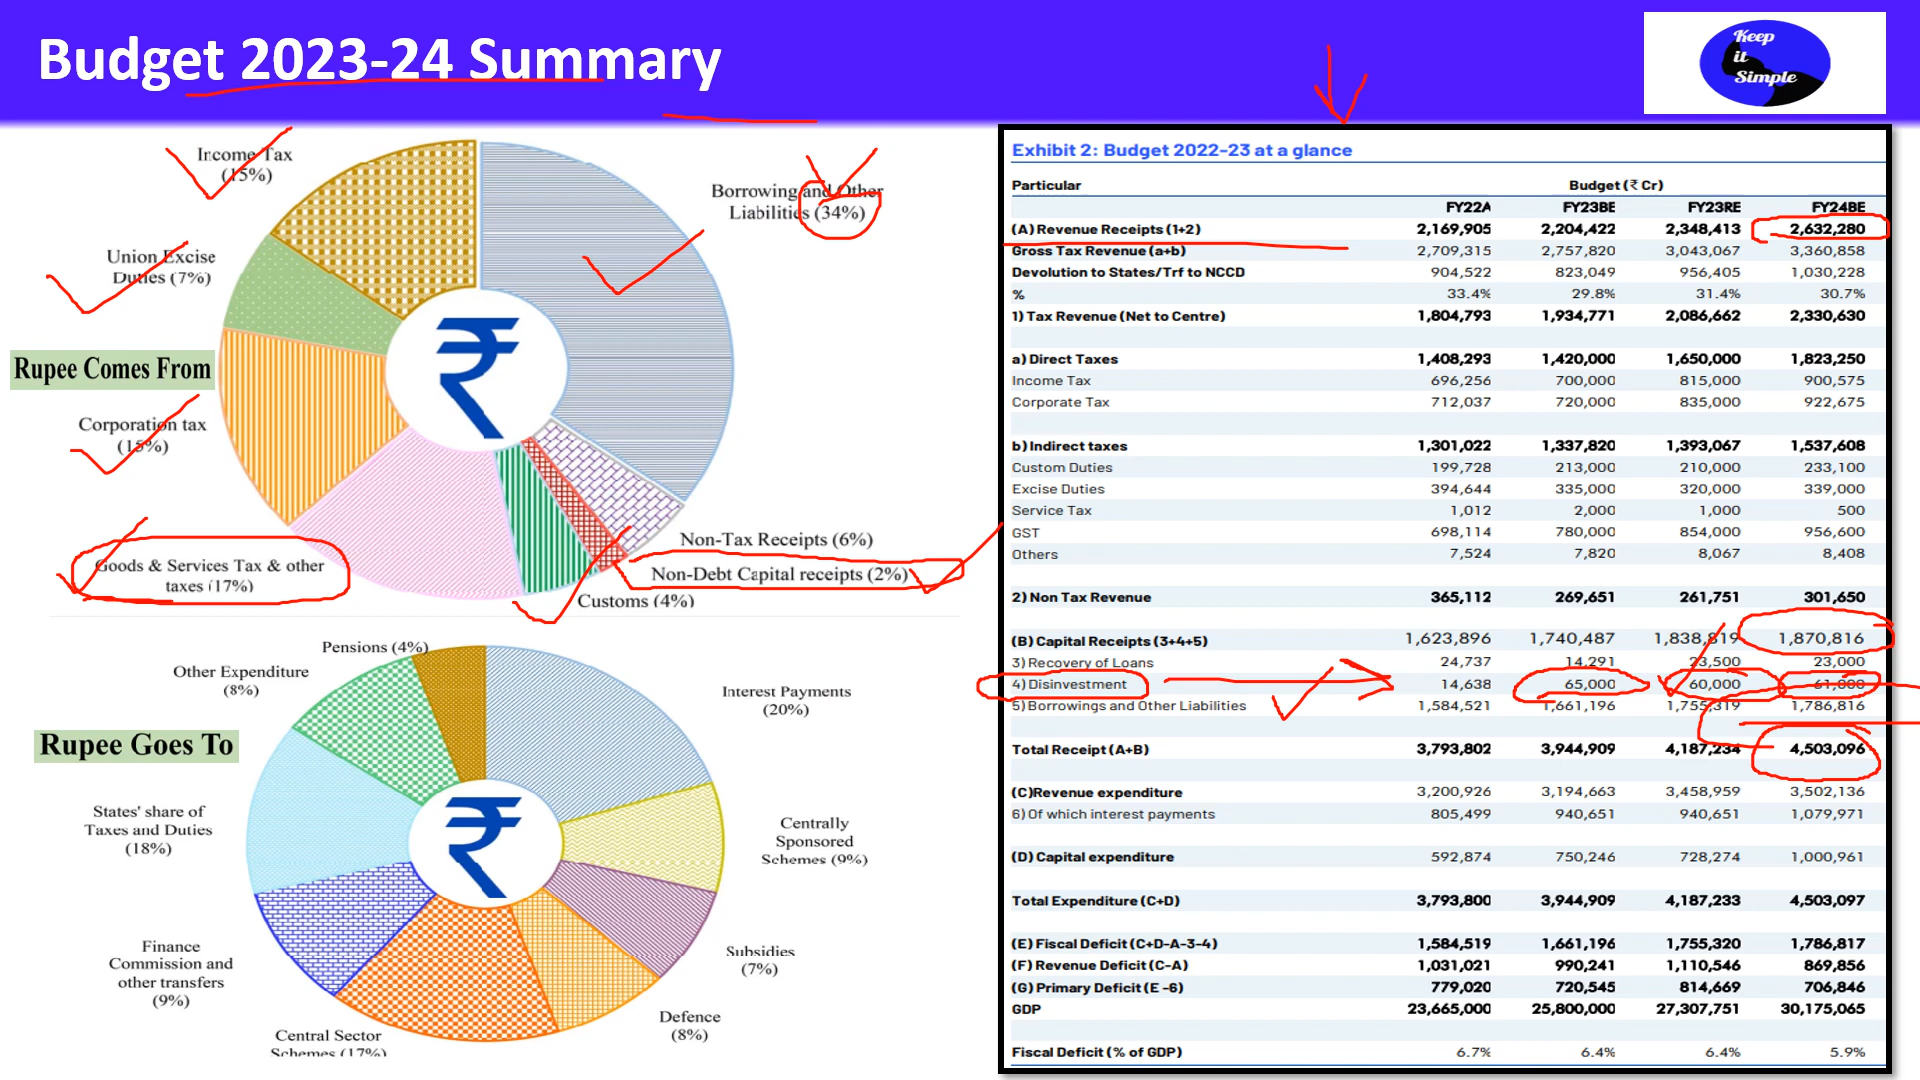 Budget 2023-24 Summary
Keep
it
Simple
Income Tax
(15%)
Borrowing and Other
Liabilities (34%)
Union Excise
Duties (7%)
Rupee Comes From
Corporation tax
(15%)
Goods & Services Tax & other
taxes (17%)
Non-Tax Receipts (6%)
Non-Debt Capital receipts (2%)
Customs (4%)
Pensions (4%)
Other Expenditure
(8%)
Interest Payments
(20%)
Rupee Goes To
States' share of
Taxes and Duties
(18%)
Centrally
Sponsored
Schemes (9%)
Finance
Commission and
other transfers
(9%)
Subsidies
(7%)
Defence
(8%)
Central Sector
Schemes (17%)
Exhibit 2: Budget 2022-23 at a glance
Particular Budget (₹ Cr)
FY22A FY23BE FY23RE FY24BE
(A) Revenue Receipts (1+2) 2,169,905 2,204,422 2,348,413 2,632,280
Gross Tax Revenue (a+b) 2,709,315 2,757,820 3,043,067 3,360,858
Devolution to States/Trf to NCCD 904,522 823,049 956,405 1,030,228
% 33.4% 29.8% 31.4% 30.7%
1) Tax Revenue (Net to Centre) 1,804,793 1,934,771 2,086,662 2,330,630
a) Direct Taxes 1,408,293 1,420,000 1,650,000 1,823,250
Income Tax 696,256 700,000 815,000 900,575
Corporate Tax 712,037 720,000 835,000 922,675
b) Indirect taxes 1,301,022 1,337,820 1,393,067 1,537,608
Custom Duties 199,728 213,000 210,000 233,100
Excise Duties 394,644 335,000 320,000 339,000
Service Tax 1,012 2,000 1,000 500
GST 698,114 780,000 854,000 956,600
Others 7,524 7,820 8,067 8,408
2) Non Tax Revenue 365,112 269,651 261,751 301,650
(B) Capital Receipts (3+4+5) 1,623,896 1,740,487 1,838,819 1,870,816
3) Recovery of Loans 24,737 14,291 23,500 23,000
4) Disinvestment 14,638 65,000 60,000 61,000
5) Borrowings and Other Liabilities 1,584,521 1,661,196 1,755,319 1,786,816
Total Receipt (A+B) 3,793,802 3,944,909 4,187,234 4,503,096
(C)Revenue expenditure 3,200,926 3,194,663 3,458,959 3,502,136
6) Of which interest payments 805,499 940,651 940,651 1,079,971
(D) Capital expenditure 592,874 750,246 728,274 1,000,961
Total Expenditure (C+D) 3,793,800 3,944,909 4,187,233 4,503,097
(E) Fiscal Deficit (C+D-A-3-4) 1,584,519 1,661,196 1,755,320 1,786,817
(F) Revenue Deficit (C-A) 1,031,021 990,241 1,110,546 869,856
(G) Primary Deficit (E -6) 779,020 720,545 814,669 706,846
GDP 23,665,000 25,800,000 27,307,751 30,175,065
Fiscal Deficit (% of GDP) 6.7% 6.4% 6.4% 5.9%